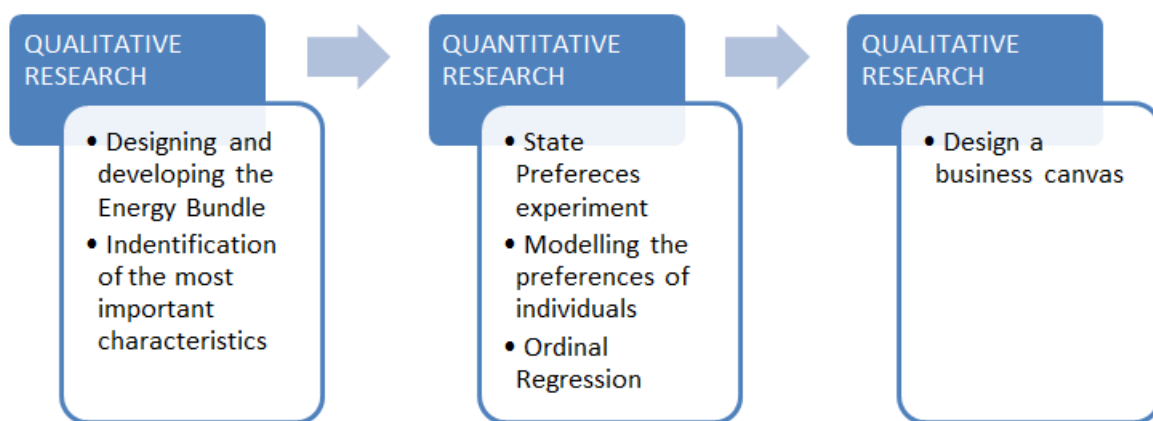 QUALITATIVE
RESEARCH
• Designing and
developing the
Energy Bundle
• Indentification
of the most
important
characteristics
QUANTITATIVE
RESEARCH
• State
Prefereces
experiment
• Modelling the
preferences of
individuals
• Ordinal
Regression
QUALITATIVE
RESEARCH
• Design a
business canvas